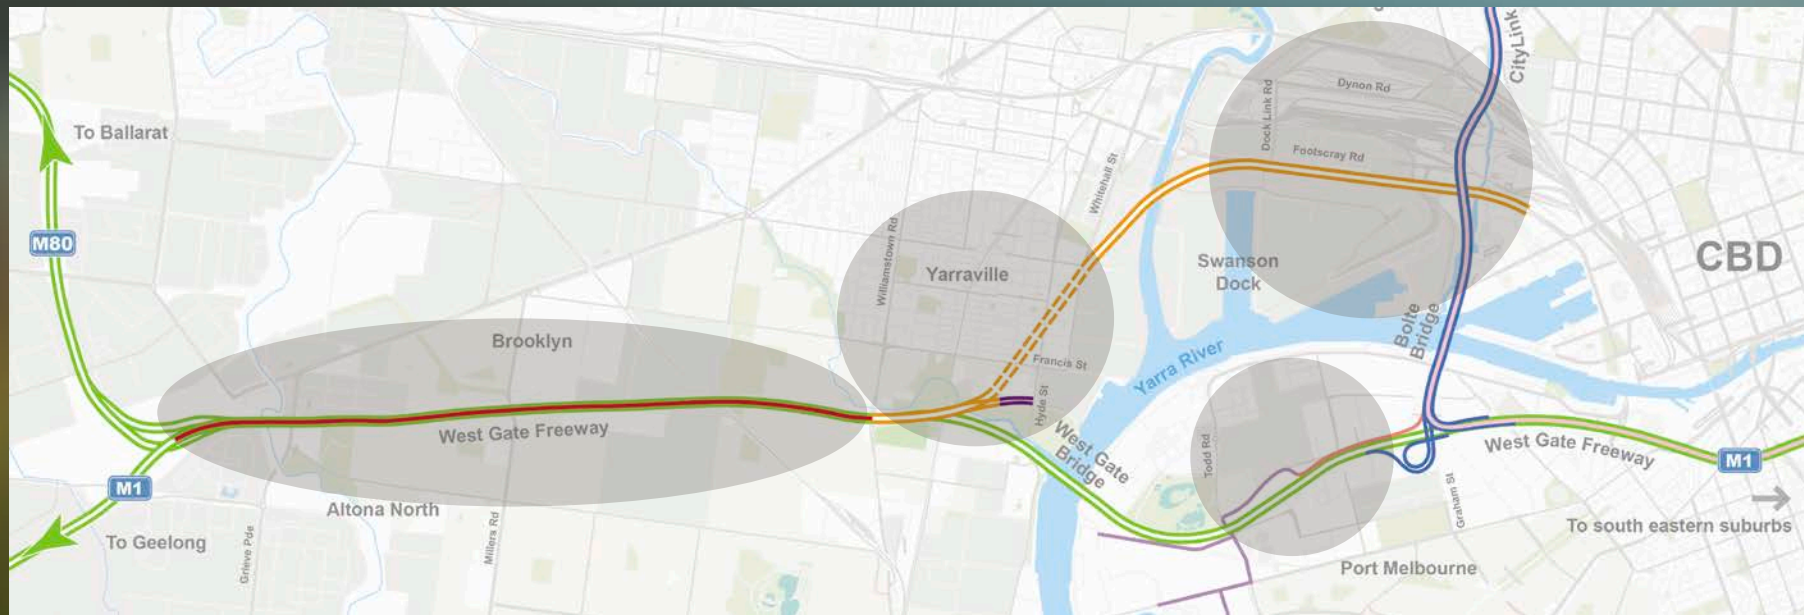 CityLink
Dynon Rd
Dock Link Rd
To Ballarat
Footscray Rd
Whitehall St
M80
Williamstown Rd
Yarraville
Swanson
Dock
CBD
Bolte
Bridge
Brooklyn
Francis St
Yarra River
Hyde St
West Gate Freeway
West Gate
Bridge
Todd Rd
West Gate Freeway
M1
M1
Graham St
Altona North
To south eastern suburbs
Millers Rd
To Geelong
Grieve Pde
Port Melbourne